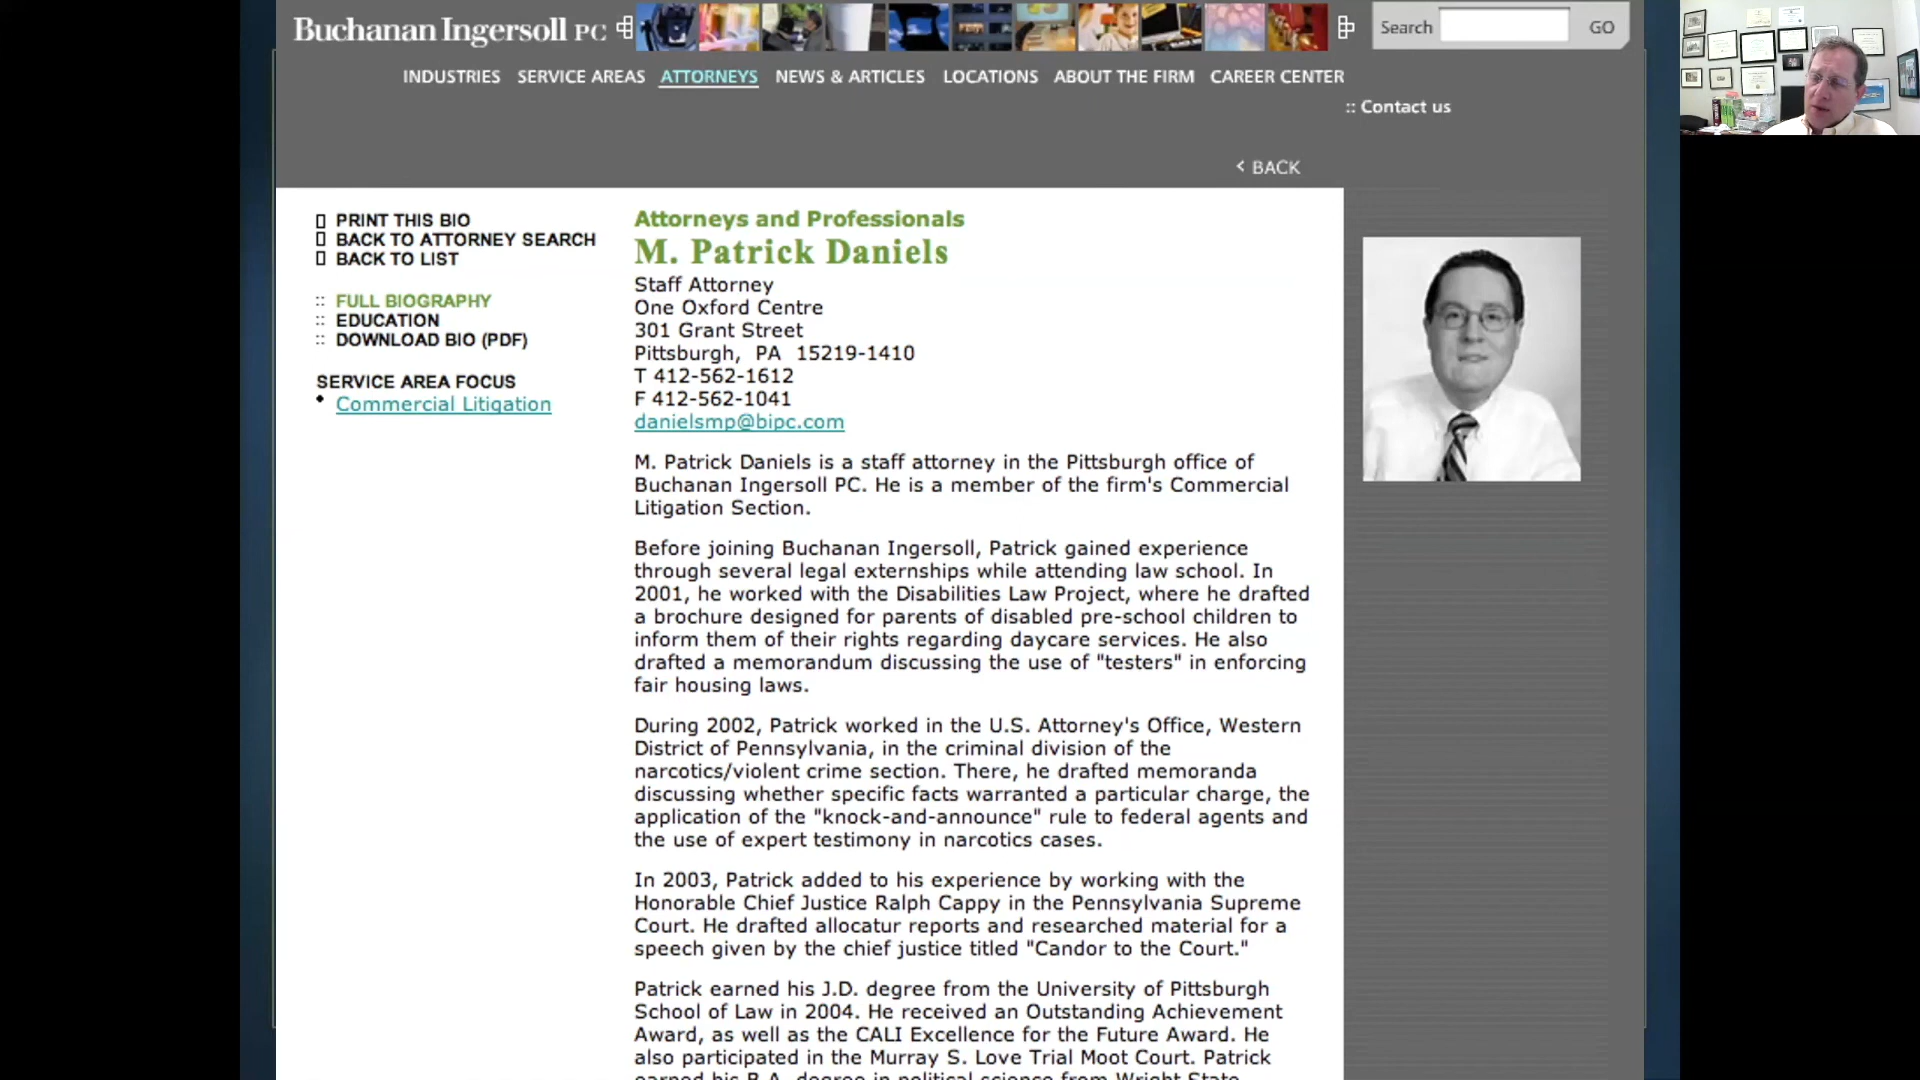 Buchanan Ingersoll PC
Search
GO
INDUSTRIES SERVICE AREAS ATTORNEYS NEWS & ARTICLES LOCATIONS ABOUT THE FIRM CAREER CENTER
:: Contact us
< BACK
PRINT THIS BIO
BACK TO ATTORNEY SEARCH
BACK TO LIST
:: FULL BIOGRAPHY
:: EDUCATION
:: DOWNLOAD BIO (PDF)
SERVICE AREA FOCUS
Commercial Litigation
Attorneys and Professionals
M. Patrick Daniels
Staff Attorney
One Oxford Centre
301 Grant Street
Pittsburgh, PA 15219-1410
T 412-562-1612
F 412-562-1041
danielsmp@bipc.com
M. Patrick Daniels is a staff attorney in the Pittsburgh office of
Buchanan Ingersoll PC. He is a member of the firm's Commercial
Litigation Section.
Before joining Buchanan Ingersoll, Patrick gained experience
through several legal externships while attending law school. In
2001, he worked with the Disabilities Law Project, where he drafted
a brochure designed for parents of disabled pre-school children to
inform them of their rights regarding daycare services. He also
drafted a memorandum discussing the use of "testers" in enforcing
fair housing laws.
During 2002, Patrick worked in the U.S. Attorney's Office, Western
District of Pennsylvania, in the criminal division of the
narcotics/violent crime section. There, he drafted memoranda
discussing whether specific facts warranted a particular charge, the
application of the "knock-and-announce" rule to federal agents and
the use of expert testimony in narcotics cases.
In 2003, Patrick added to his experience by working with the
Honorable Chief Justice Ralph Cappy in the Pennsylvania Supreme
Court. He drafted allocatur reports and researched material for a
speech given by the chief justice titled "Candor to the Court."
Patrick earned his J.D. degree from the University of Pittsburgh
School of Law in 2004. He received an Outstanding Achievement
Award, as well as the CALI Excellence for the Future Award. He
also participated in the Murray S. Love Trial Moot Court. Patrick
earned his B.A. degree in political science from Wright State